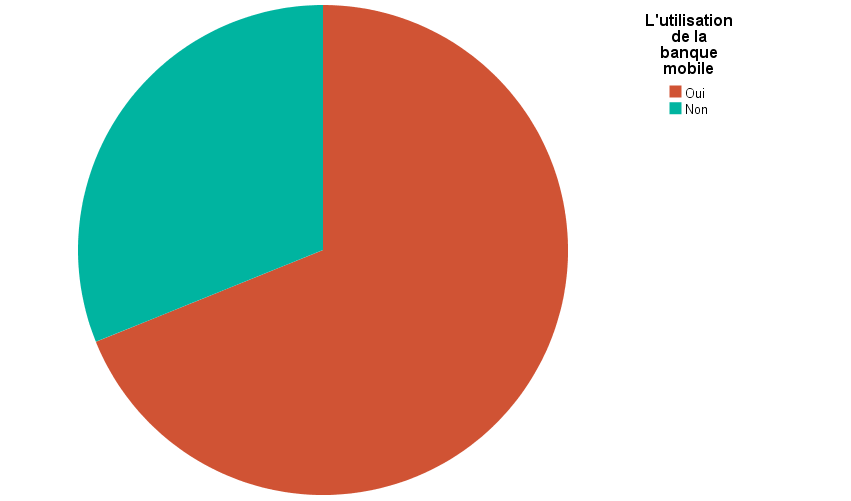 L'utilisation
de la
banque
mobile
Oui
Non